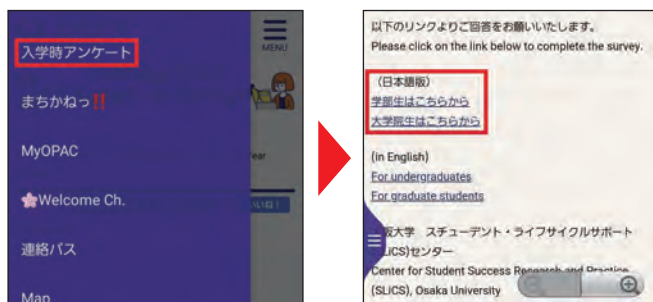 入学時アンケート
MENU
まちかねっ!!
MyOPAC
ear
🌸Welcome Ch.
いいね!
連絡バス
Map
以下のリンクよりご回答をお願いいたします。
Please click on the link below to complete the survey.
（日本語版）
学部生はこちらから
大学院生はこちらから
(in English)
For undergraduates
For graduate students
阪大学 スチューデント・ライフサイクルサポート
LiCS)センター
Center for Student Success Research and Practice
(SLiCS), Osaka University